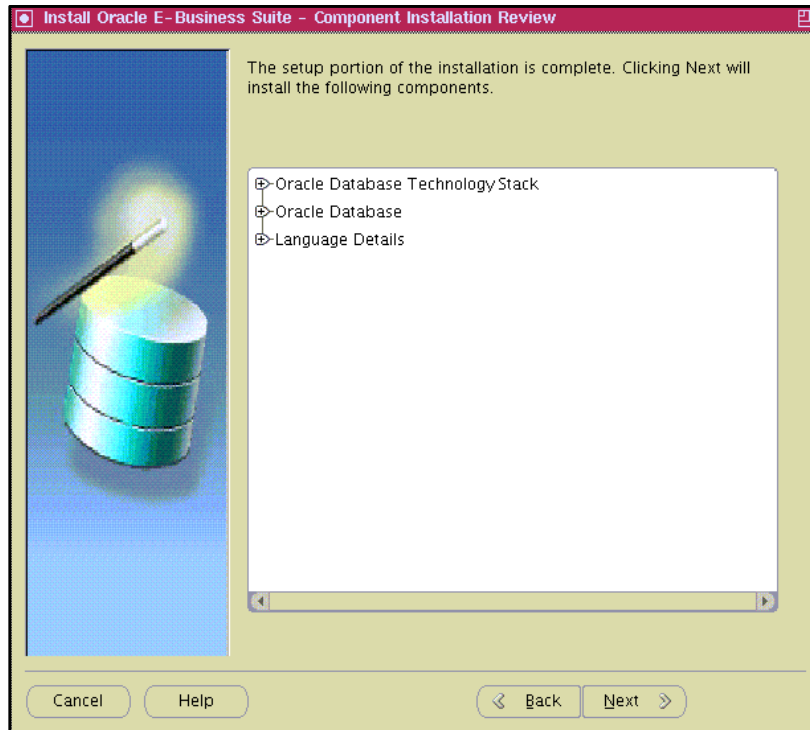 Install Oracle E-Business Suite - Component Installation Review
The setup portion of the installation is complete. Clicking Next will
install the following components.
Oracle Database Technology Stack
Oracle Database
Language Details
Cancel
Help
Back
Next